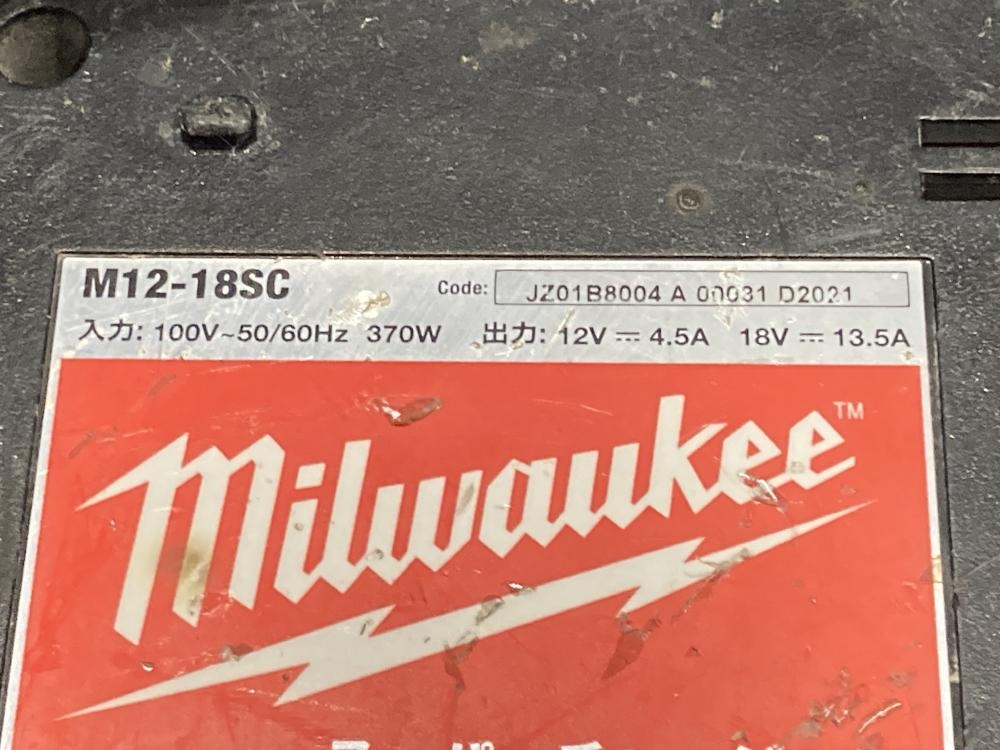 M12-18SC Code: JZ01B8004 A 00031 D2021
入力: 100V~50/60Hz 370W 出力: 12V ⎓ 4.5A 18V ⎓ 13.5A
Milwaukee™